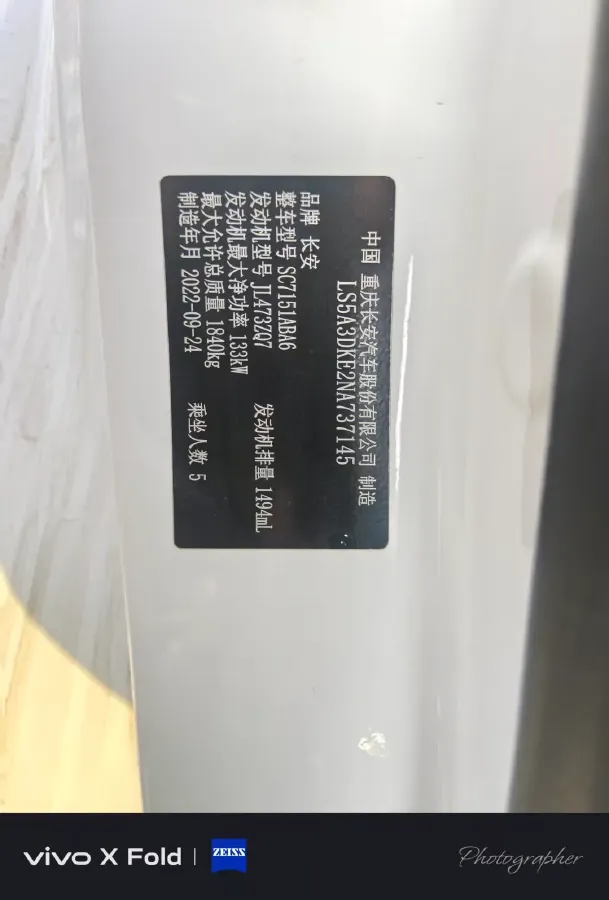 中国 重庆长安汽车股份有限公司 制造
LS5A3DKE2NA737145
品牌 长安
整车型号 SC7151ABA6
发动机型号 JL473ZQ7 发动机排量 1494mL
发动机最大净功率 133kW
最大允许总质量 1840kg
制造年月 2022-09-24 乘坐人数 5
vivo X Fold | ZEISS
Photographer